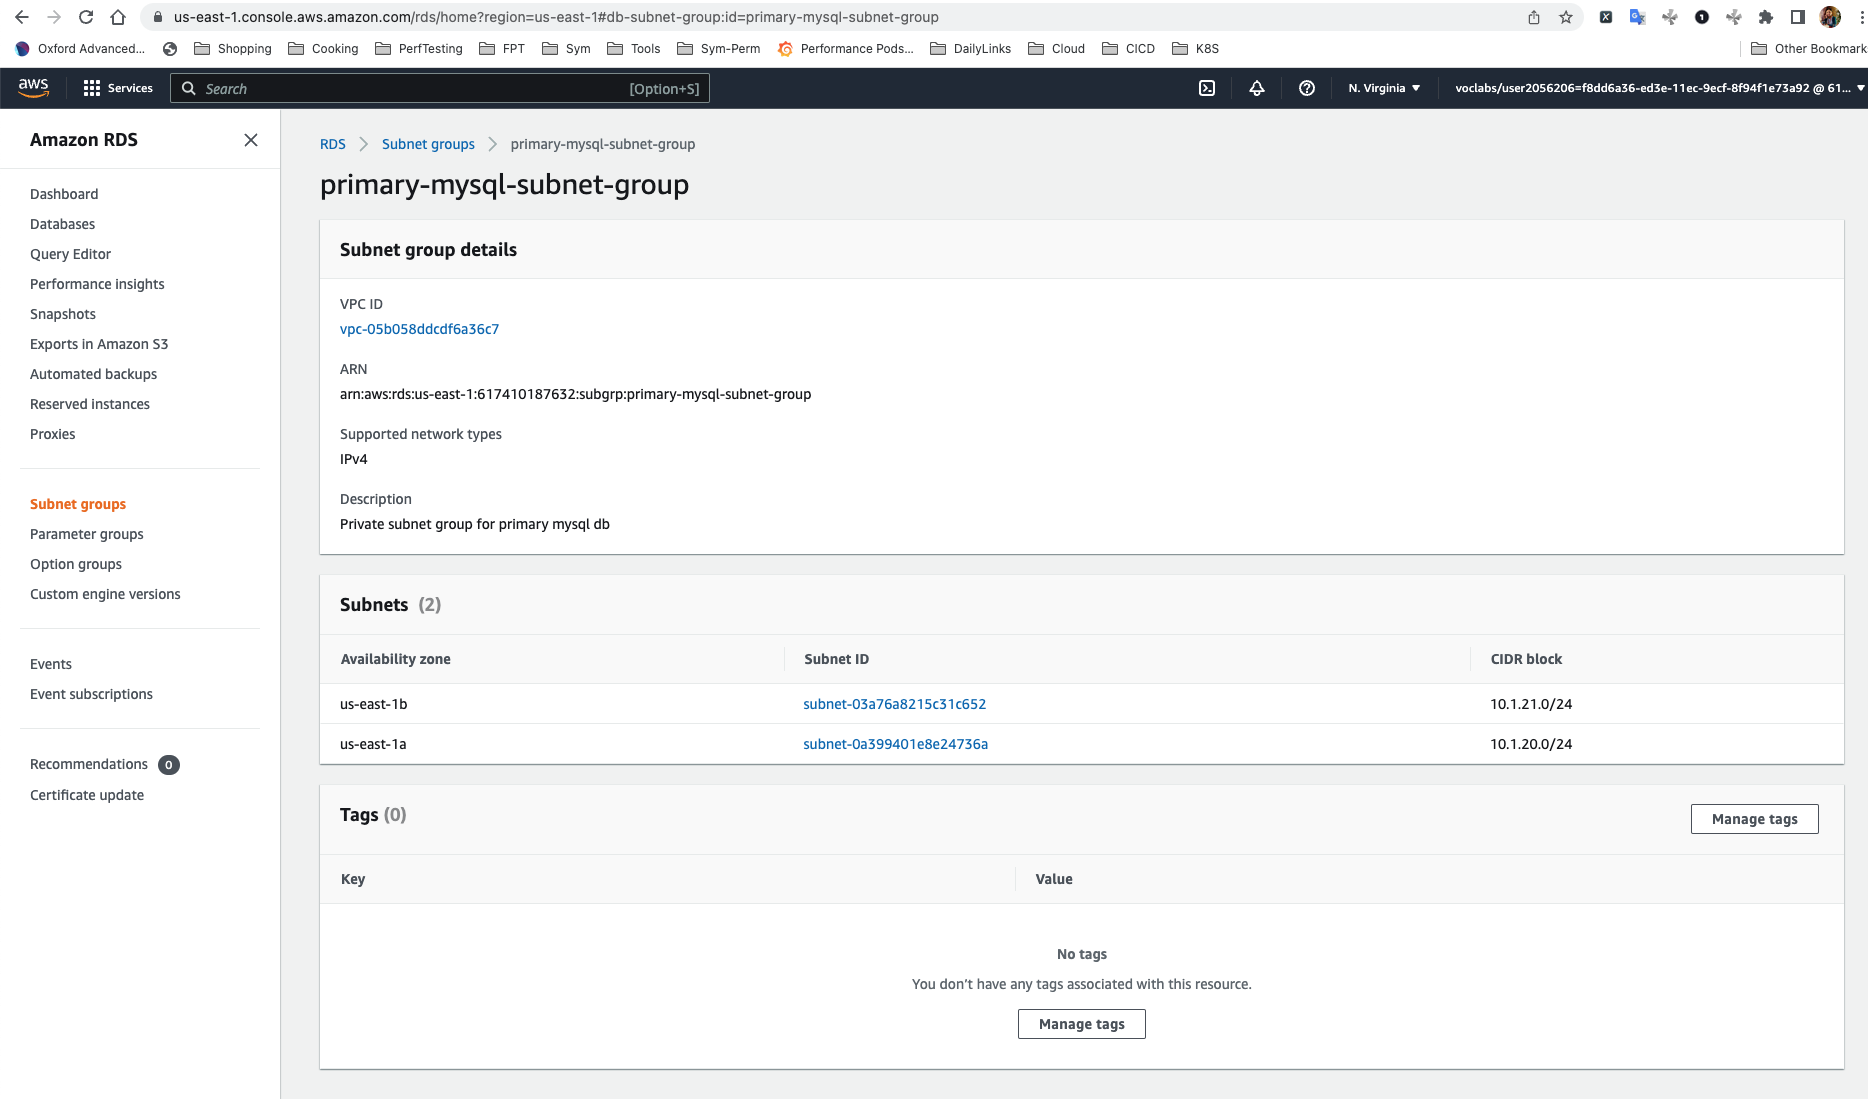 us-east-1.console.aws.amazon.com/rds/home?region=us-east-1#db-subnet-group:id=primary-mysql-subnet-group
Oxford Advanced... Shopping Cooking PerfTesting FPT Sym Tools Sym-Perm Performance Pods... DailyLinks Cloud CICD K8S Other Bookmark
aws Services Search [Option+S] N. Virginia voclabs/user2056206=f8dd6a36-ed3e-11ec-9ecf-8f94f1e73a92 @ 61...
Amazon RDS
Dashboard
Databases
Query Editor
Performance insights
Snapshots
Exports in Amazon S3
Automated backups
Reserved instances
Proxies
Subnet groups
Parameter groups
Option groups
Custom engine versions
Events
Event subscriptions
Recommendations 0
Certificate update
RDS Subnet groups primary-mysql-subnet-group
primary-mysql-subnet-group
Subnet group details
VPC ID
vpc-05b058ddcdf6a36c7
ARN
arn:aws:rds:us-east-1:617410187632:subgrp:primary-mysql-subnet-group
Supported network types
IPv4
Description
Private subnet group for primary mysql db
Subnets (2)
Availability zone Subnet ID CIDR block
us-east-1b subnet-03a76a8215c31c652 10.1.21.0/24
us-east-1a subnet-0a399401e8e24736a 10.1.20.0/24
Tags (0) Manage tags
Key Value
No tags
You don't have any tags associated with this resource.
Manage tags